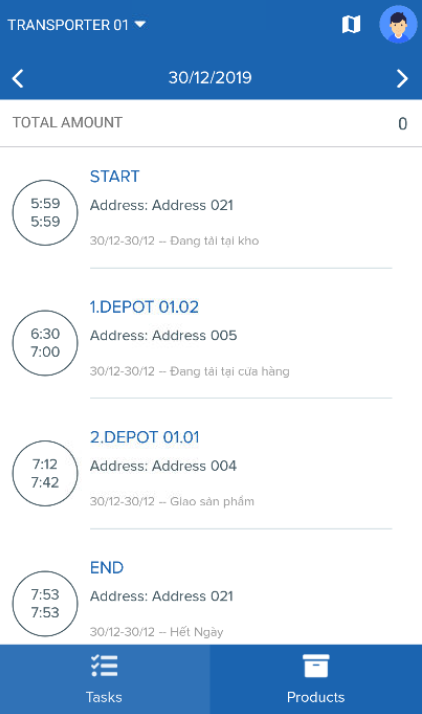 TRANSPORTER 01
30/12/2019
TOTAL AMOUNT 0
START
5:59
5:59
Address: Address 021
30/12-30/12 -- Đang tải tại kho
1.DEPOT 01.02
6:30
7:00
Address: Address 005
30/12-30/12 -- Đang tải tại cửa hàng
2.DEPOT 01.01
7:12
7:42
Address: Address 004
30/12-30/12 -- Giao sản phẩm
END
7:53
7:53
Address: Address 021
30/12-30/12 -- Hết Ngày
Tasks
Products